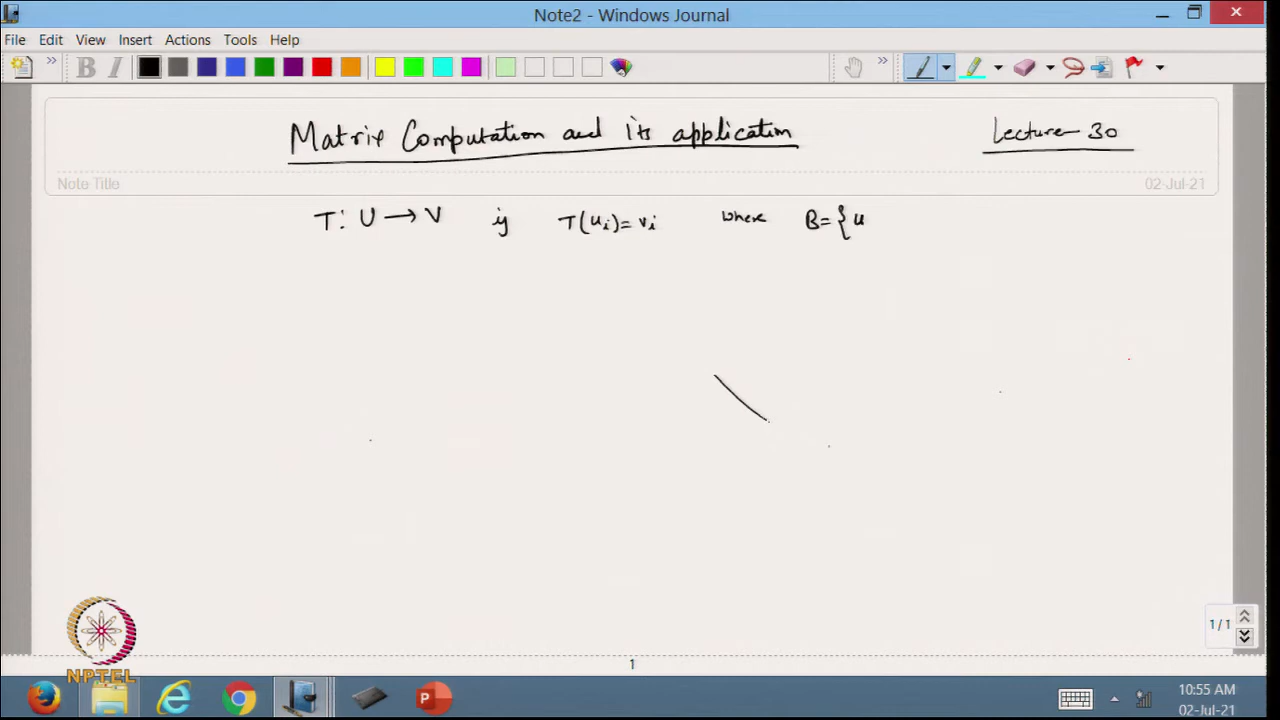 Note2 - Windows Journal
File Edit View Insert Actions Tools Help
B I
Matrix Computation and its application
Lecture-30
Note Title
02-Jul-21
T: U → V if T(ui)=vi where B={u
1/1
NPTEL
1
10:55 AM
02-Jul-21